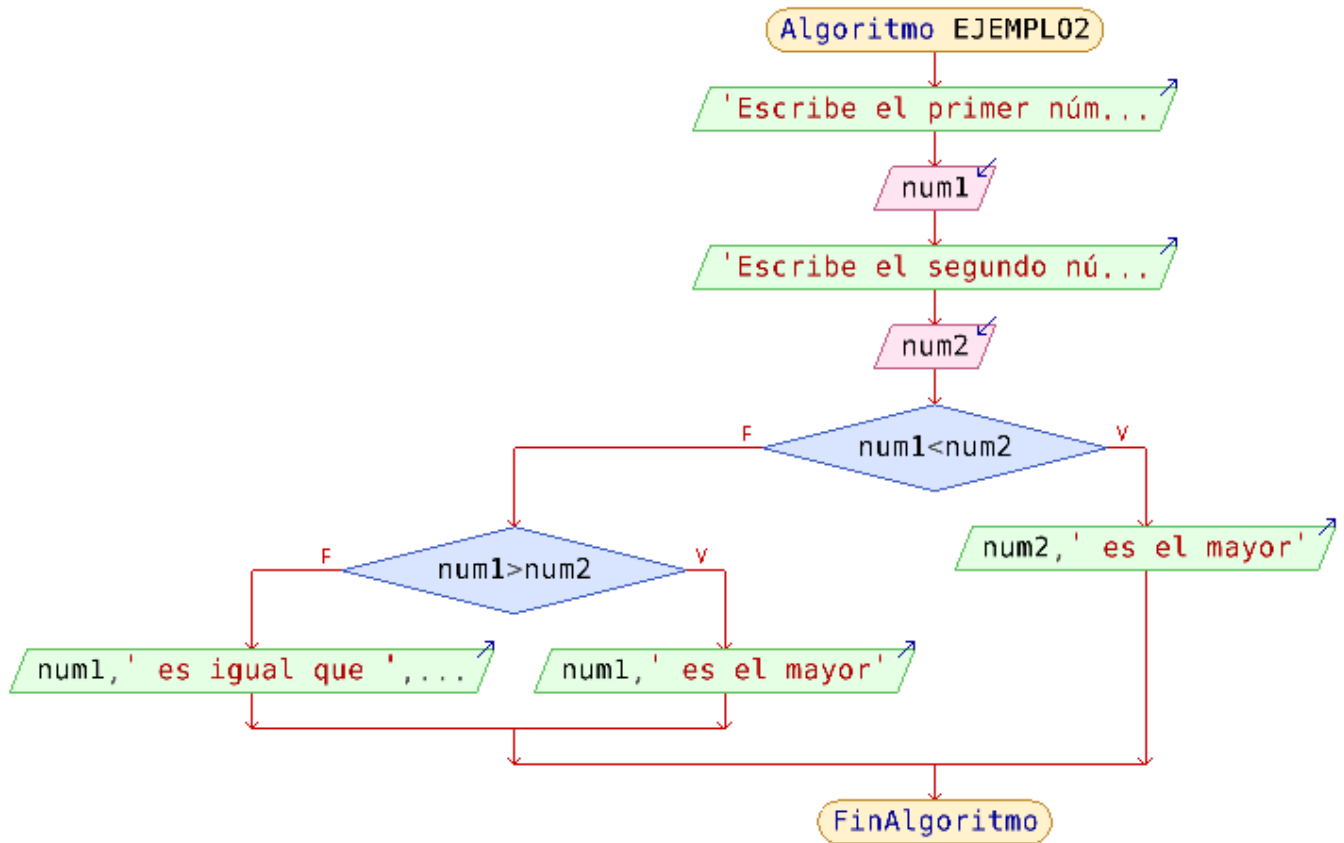 Algoritmo EJEMPLO2
'Escribe el primer núm...
num1
'Escribe el segundo nú...
num2
F
num1<num2
V
num2,' es el mayor'
F
num1>num2
V
num1,' es igual que ',...
num1,' es el mayor'
FinAlgoritmo